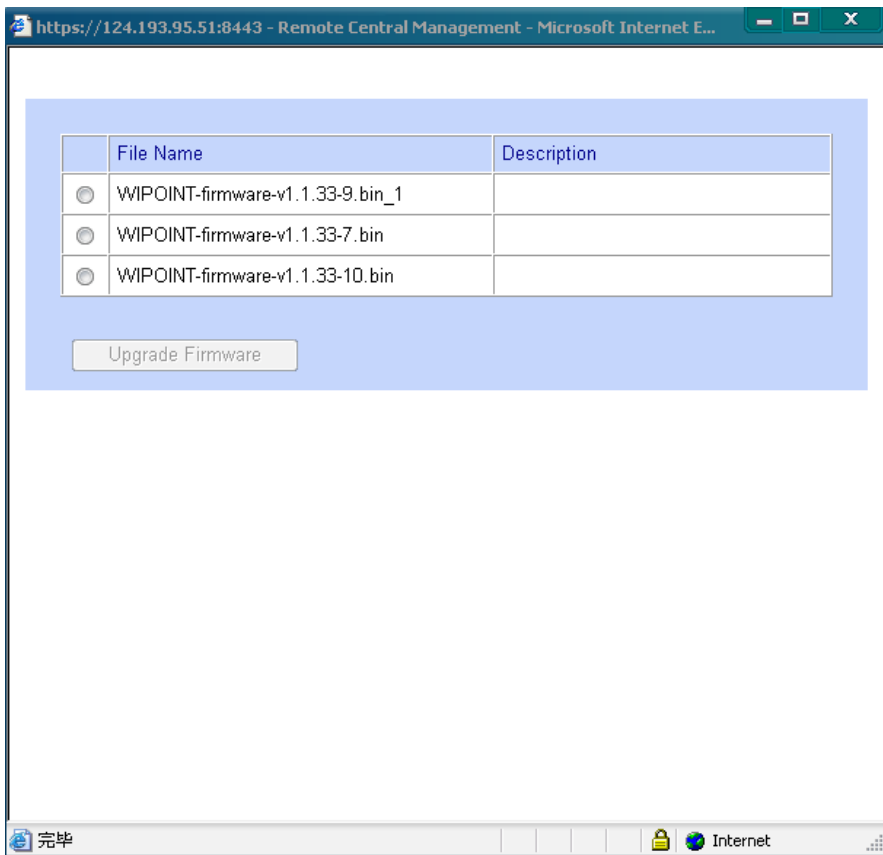 https://124.193.95.51:8443 - Remote Central Management - Microsoft Internet E...
File Name Description
WIPOINT-firmware-v1.1.33-9.bin_1
WIPOINT-firmware-v1.1.33-7.bin
WIPOINT-firmware-v1.1.33-10.bin
Upgrade Firmware
完毕 Internet